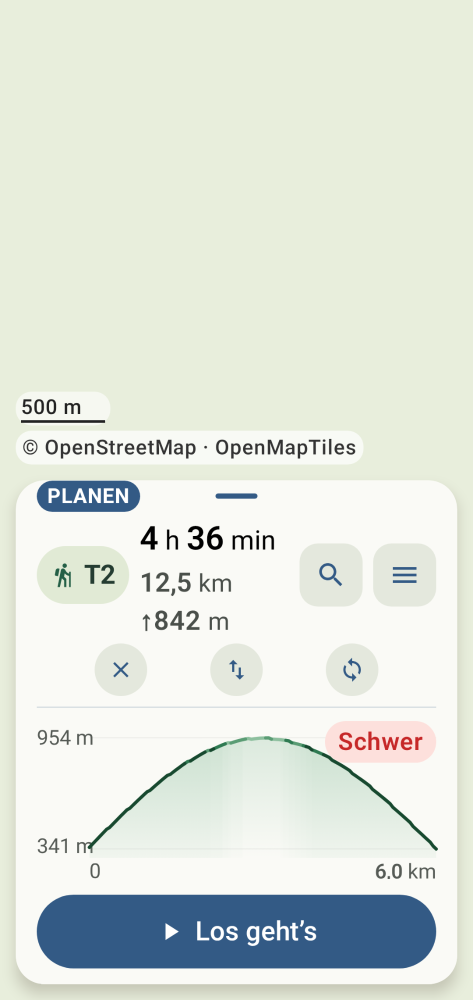 500 m
© OpenStreetMap · OpenMapTiles
PLANEN
T2
4 h 36 min
12,5 km
↑842 m
954 m
Schwer
341 m
0
6.0 km
Los geht’s